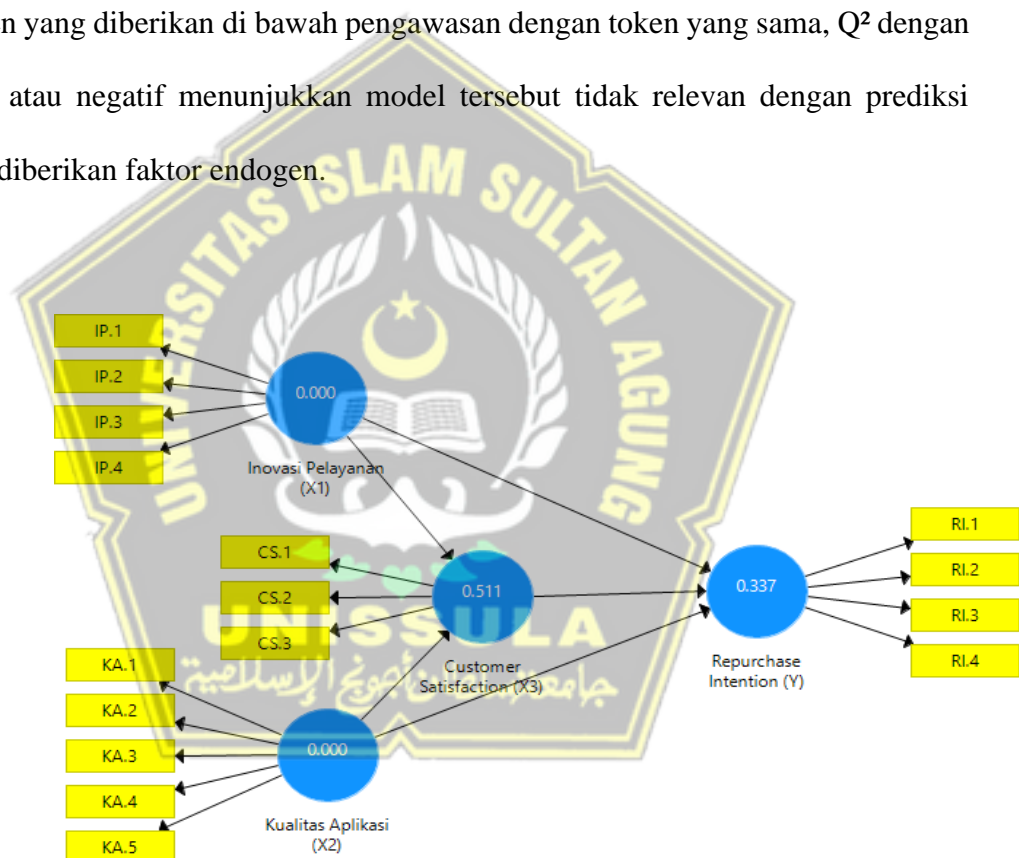 yang diberikan di bawah pengawasan dengan token yang sama, Q² dengan
atau negatif menunjukkan model tersebut tidak relevan dengan prediksi
diberikan faktor endogen.
UNIVERSITAS ISLAM SULTAN AGUNG
IP.1
IP.2
IP.3
IP.4
0.000
Inovasi Pelayanan
(X1)
CS.1
CS.2
CS.3
0.511
Customer
Satisfaction (X3)
0.337
Repurchase
Intention (Y)
RI.1
RI.2
RI.3
RI.4
UNISSULA
جامعة سلطان أجونج الإسلامية
KA.1
KA.2
KA.3
KA.4
KA.5
0.000
Kualitas Aplikasi
(X2)